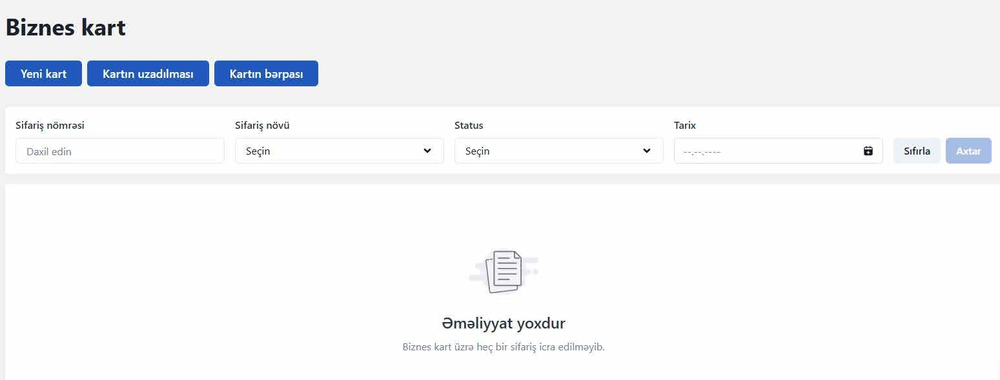 Biznes kart
Yeni kart Kartın uzadılması Kartın bərpası
Sifariş nömrəsi Sifariş növü Status Tarix
Daxil edin Seçin Seçin --.--.---- Sıfırla Axtar
Əməliyyat yoxdur
Biznes kart üzrə heç bir sifariş icra edilməyib.